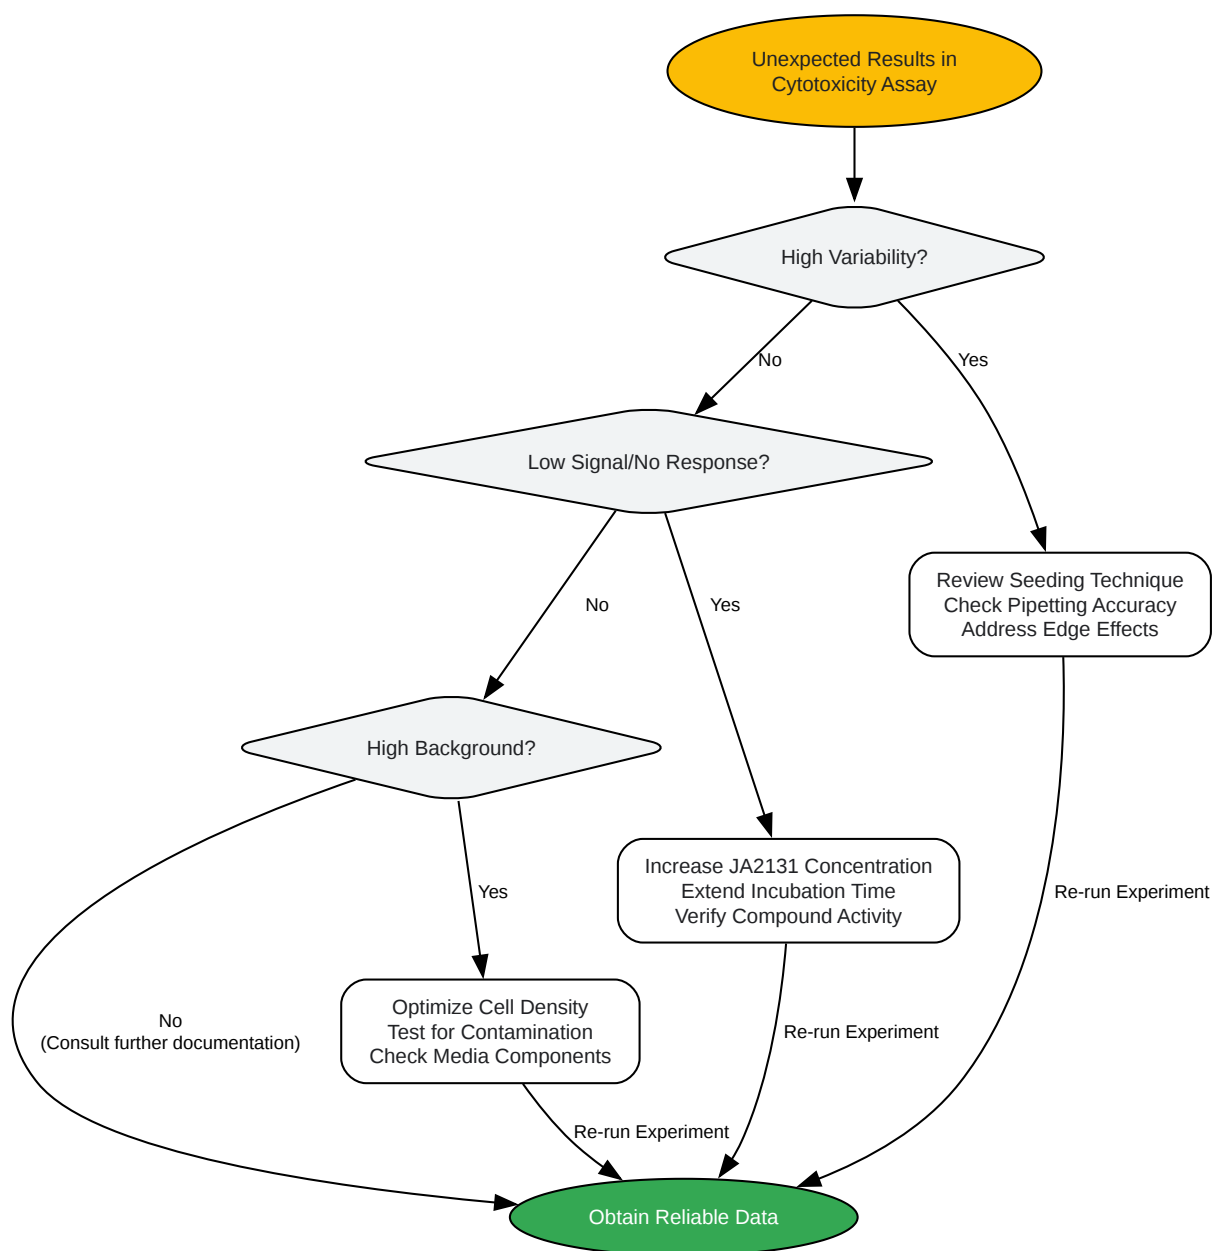 Unexpected Results in
Cytotoxicity Assay
High Variability?
No
Yes
Low Signal/No Response?
Review Seeding Technique
Check Pipetting Accuracy
Address Edge Effects
No
Yes
High Background?
Increase JA2131 Concentration
Extend Incubation Time
Verify Compound Activity
Yes
Re-run Experiment
Optimize Cell Density
Test for Contamination
Check Media Components
No
(Consult further documentation)
Re-run Experiment
Re-run Experiment
Obtain Reliable Data